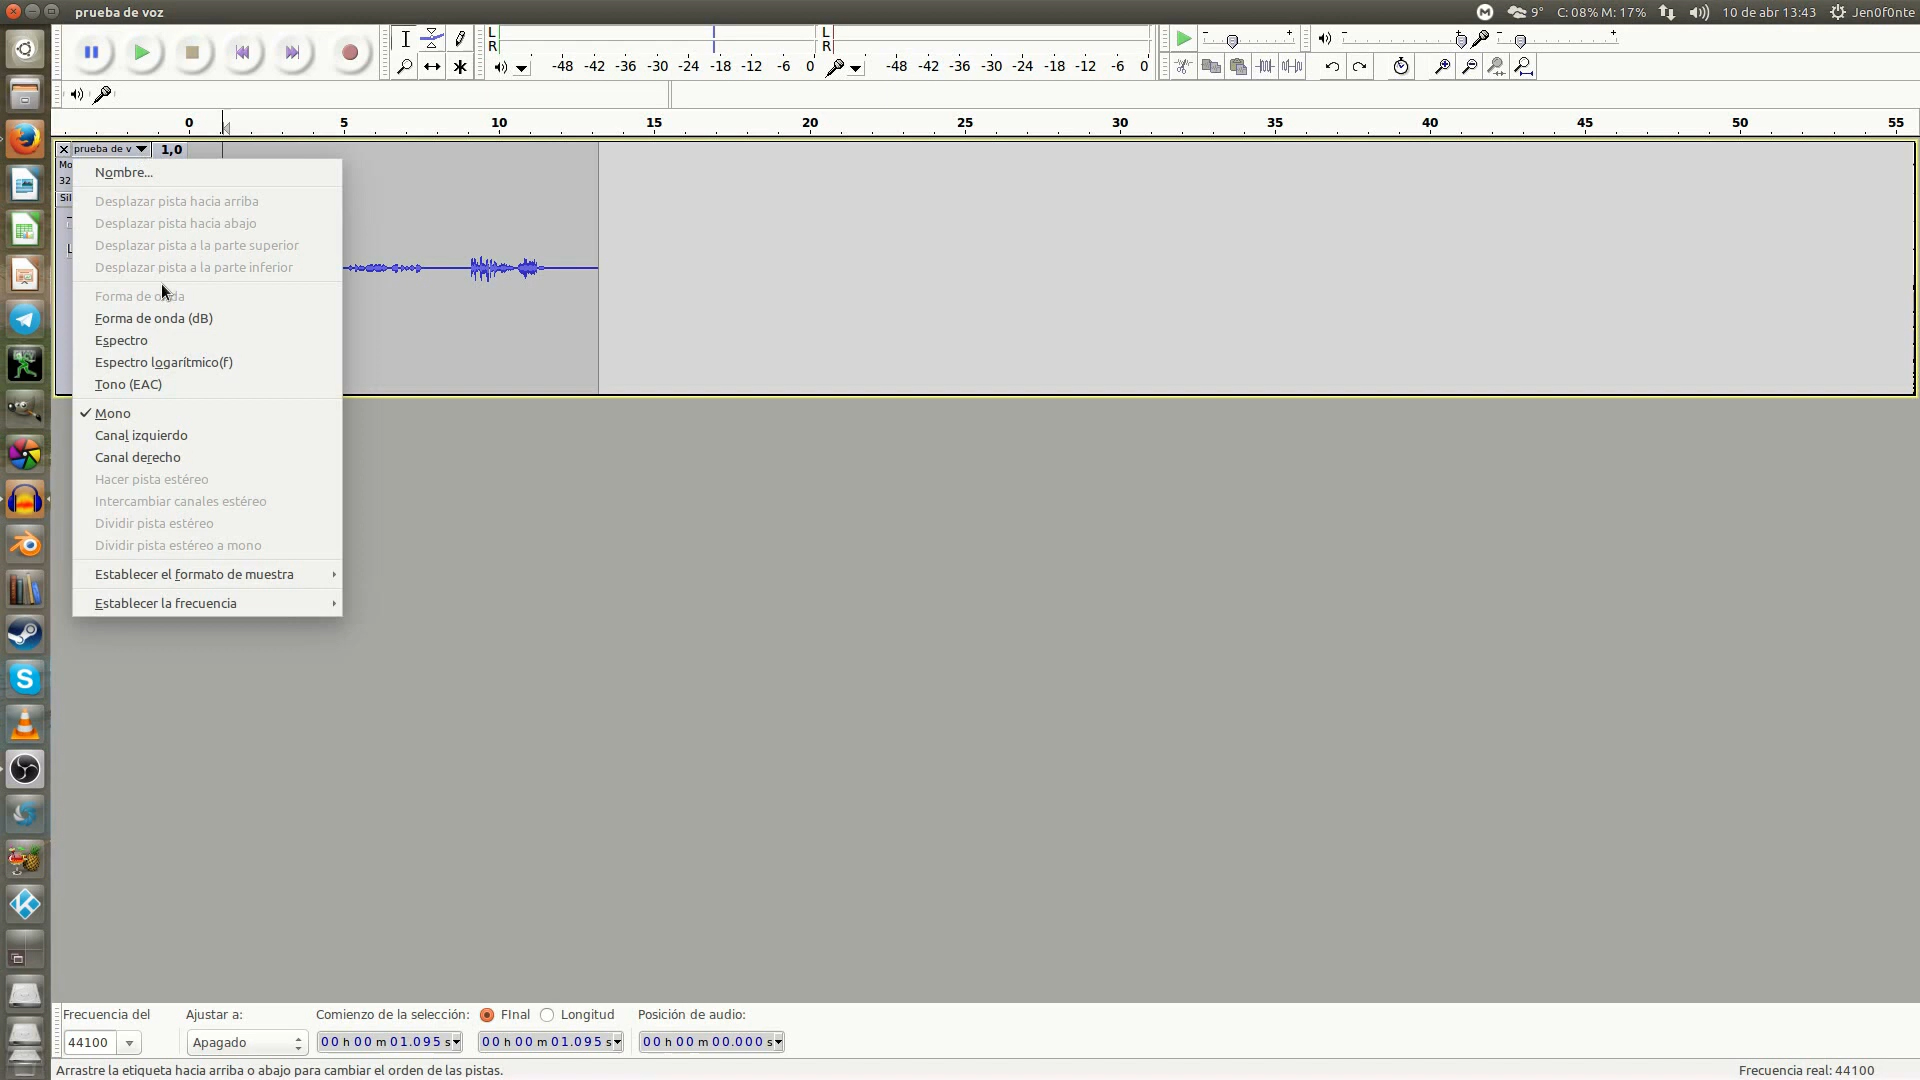 prueba de voz
9° C: 08% M: 17% 10 de abr 13:43 Jen0f0nte
L
R
-48 -42 -36 -30 -24 -18 -12 -6 0
L
R
-48 -42 -36 -30 -24 -18 -12 -6 0
0 5 10 15 20 25 30 35 40 45 50 55
prueba de v 1,0
Mo
32
Sil
L
Nombre...
Desplazar pista hacia arriba
Desplazar pista hacia abajo
Desplazar pista a la parte superior
Desplazar pista a la parte inferior
Forma de onda
Forma de onda (dB)
Espectro
Espectro logarítmico(f)
Tono (EAC)
Mono
Canal izquierdo
Canal derecho
Hacer pista estéreo
Intercambiar canales estéreo
Dividir pista estéreo
Dividir pista estéreo a mono
Establecer el formato de muestra
Establecer la frecuencia
Frecuencia del Ajustar a: Comienzo de la selección: FInal Longitud Posición de audio:
44100 Apagado 00 h 00 m 01.095 s 00 h 00 m 01.095 s 00 h 00 m 00.000 s
Arrastre la etiqueta hacia arriba o abajo para cambiar el orden de las pistas. Frecuencia real: 44100